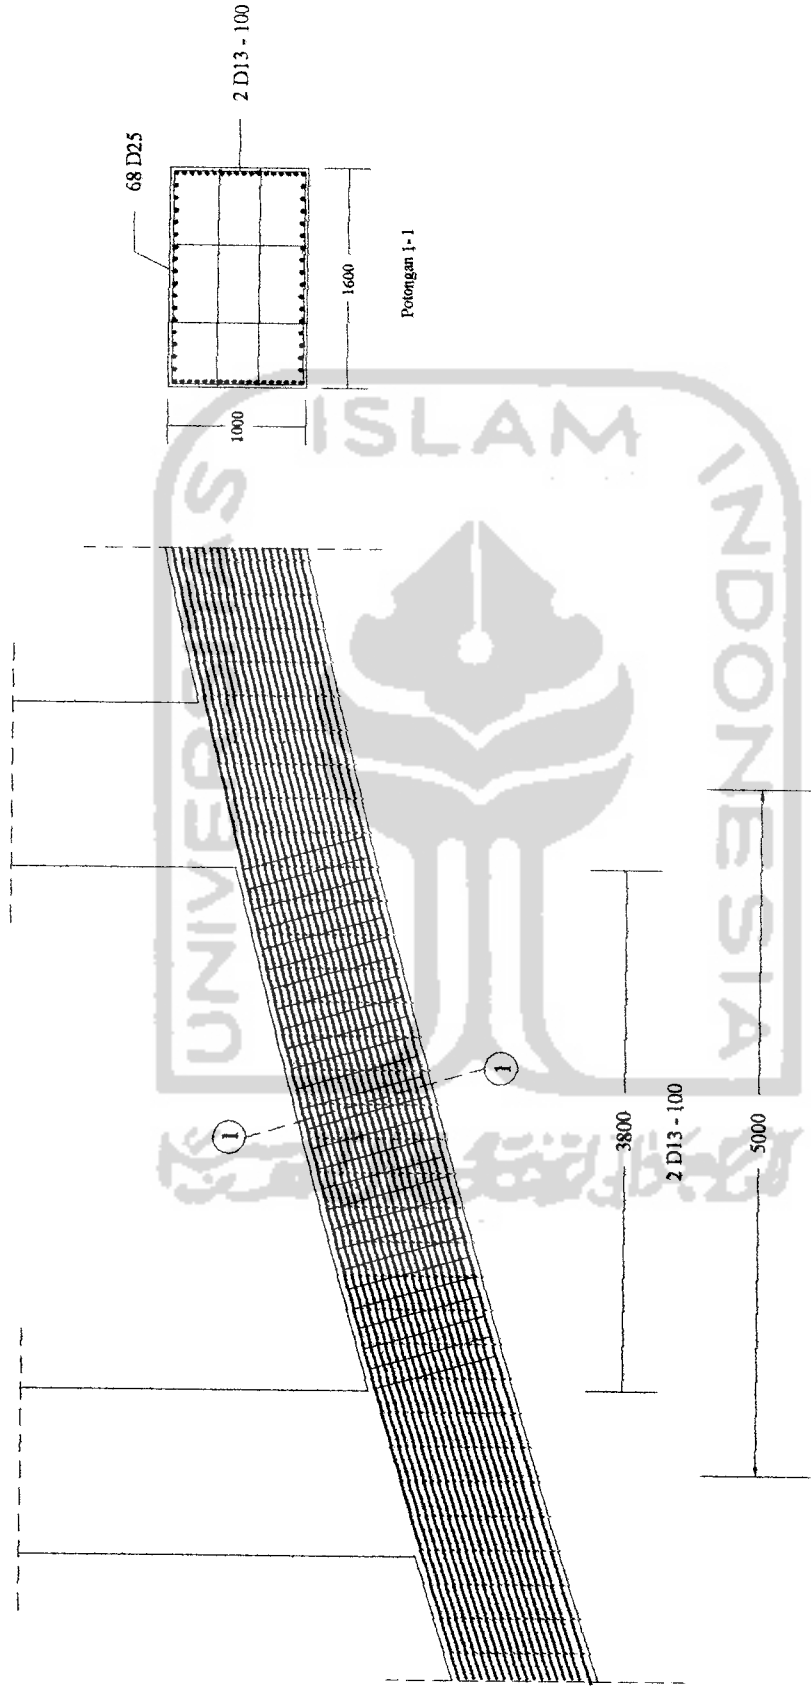 2 D13 - 100
68 D25
1600
1000
Potongan 1-1
1
1
3800
2 D13 - 100
5000
UNIVERSITAS ISLAM INDONESIA